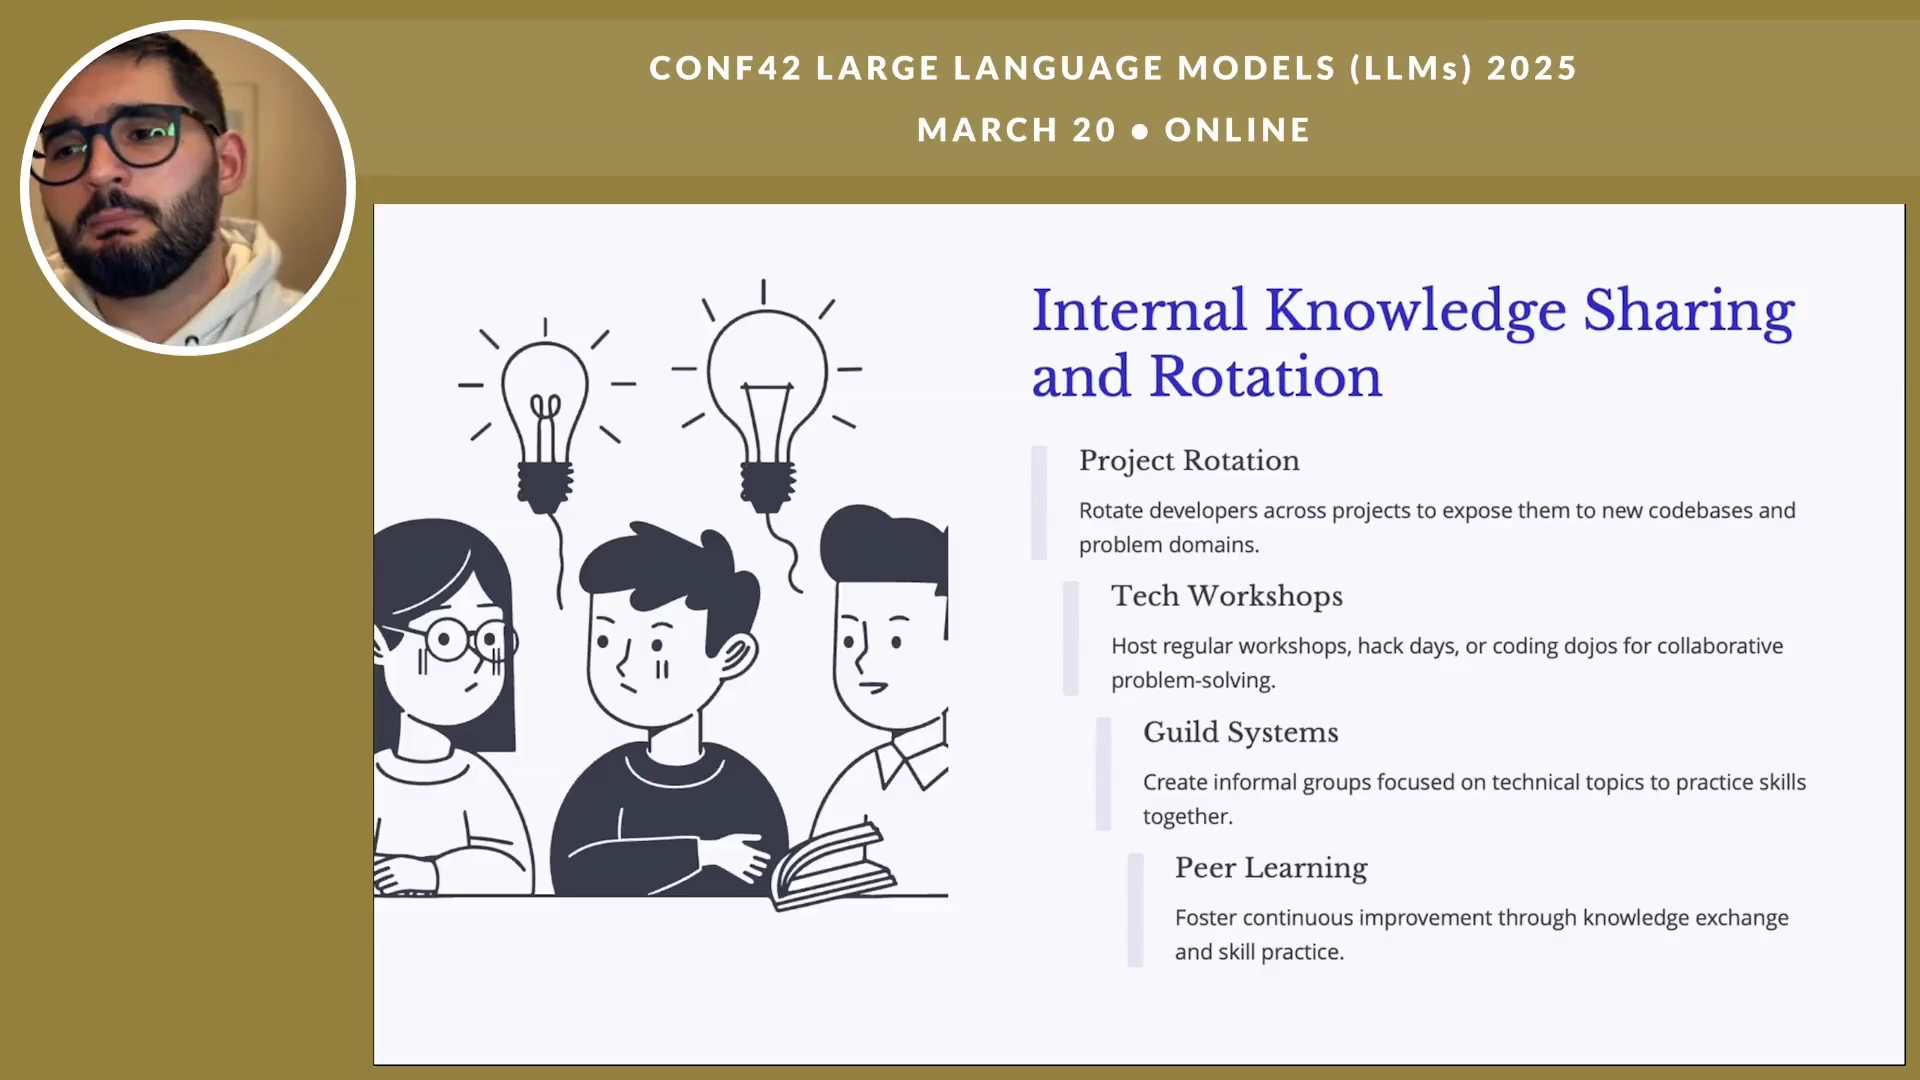 CONF42 LARGE LANGUAGE MODELS (LLMs) 2025
MARCH 20 ● ONLINE
Internal Knowledge Sharing
and Rotation
Project Rotation
Rotate developers across projects to expose them to new codebases and
problem domains.
Tech Workshops
Host regular workshops, hack days, or coding dojos for collaborative
problem-solving.
Guild Systems
Create informal groups focused on technical topics to practice skills
together.
Peer Learning
Foster continuous improvement through knowledge exchange
and skill practice.